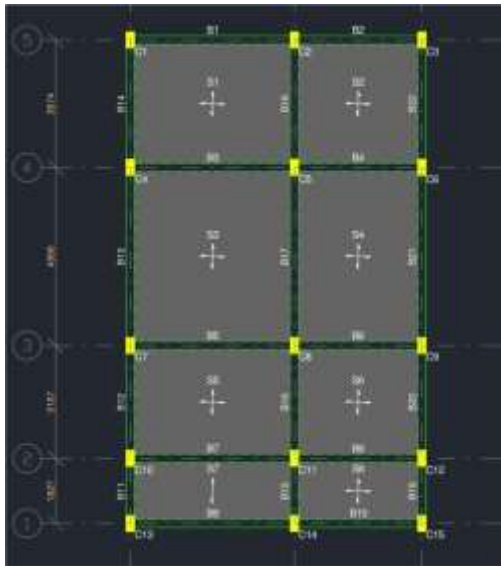 B1 B2
5
C1 C2 C3
S1 S2
B14 B18 B22
B3 B4
4
C4 C5 C6
S3 S4
B13 B17 B21
B5 B6
3
C7 C8 C9
S5 S6
B12 B16 B20
B7 B8
2
C10 C11 C12
S7 S8
B11 B15 B19
B9 B10
1
C13 C14 C15